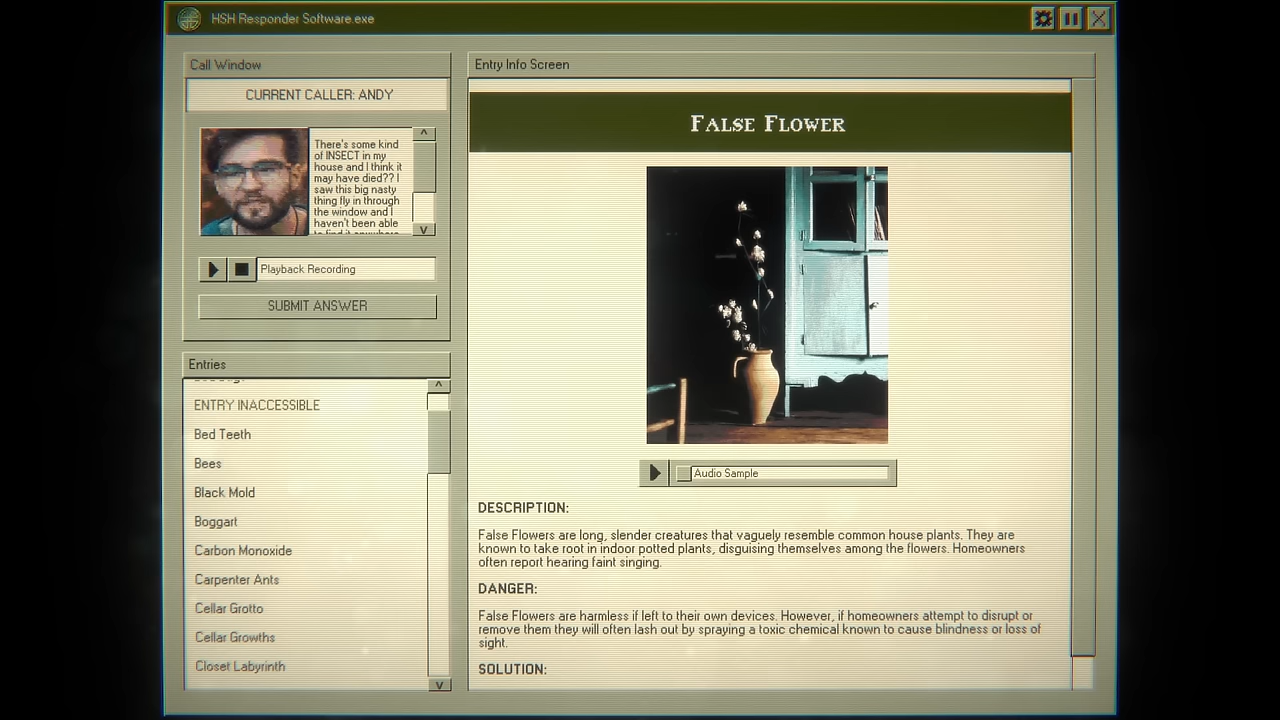 HSH Responder Software.exe
Call Window
CURRENT CALLER: ANDY
There's some kind
of INSECT in my
house and I think it
may have died?? I
saw this big nasty
thing fly in through
the window and I
haven't been able
Playback Recording
SUBMIT ANSWER
Entries
ENTRY INACCESSIBLE
Bed Teeth
Bees
Black Mold
Boggart
Carbon Monoxide
Carpenter Ants
Cellar Grotto
Cellar Growths
Closet Labyrinth
Entry Info Screen
FALSE FLOWER
Audio Sample
DESCRIPTION:
False Flowers are long, slender creatures that vaguely resemble common house plants. They are
known to take root in indoor potted plants, disguising themselves among the flowers. Homeowners
often report hearing faint singing.
DANGER:
False Flowers are harmless if left to their own devices. However, if homeowners attempt to disrupt or
remove them they will often lash out by spraying a toxic chemical known to cause blindness or loss of
sight.
SOLUTION: